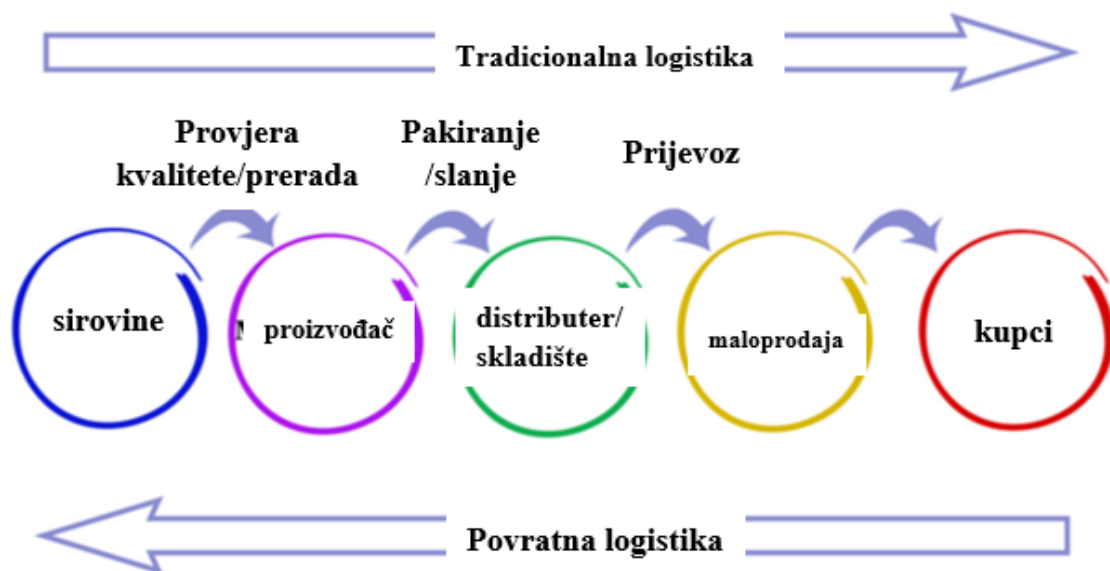 Tradicionalna logistika
Provjera
kvalitete/prerada
Pakiranje
/slanje
Prijevoz
sirovine
proizvođač
distributer/
skladište
maloprodaja
kupci
Povratna logistika